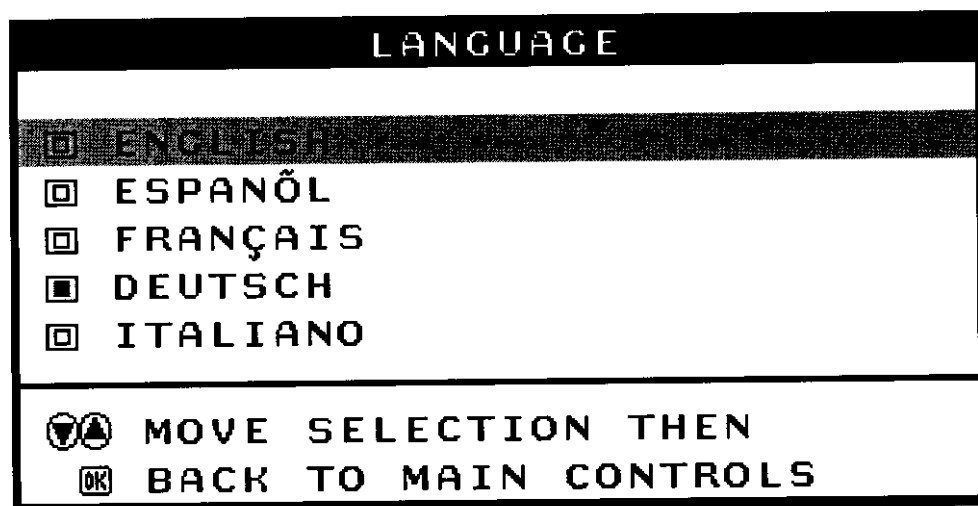 LANGUAGE
ENGLISH
ESPANÕL
FRANÇAIS
DEUTSCH
ITALIANO
MOVE SELECTION THEN
OK BACK TO MAIN CONTROLS